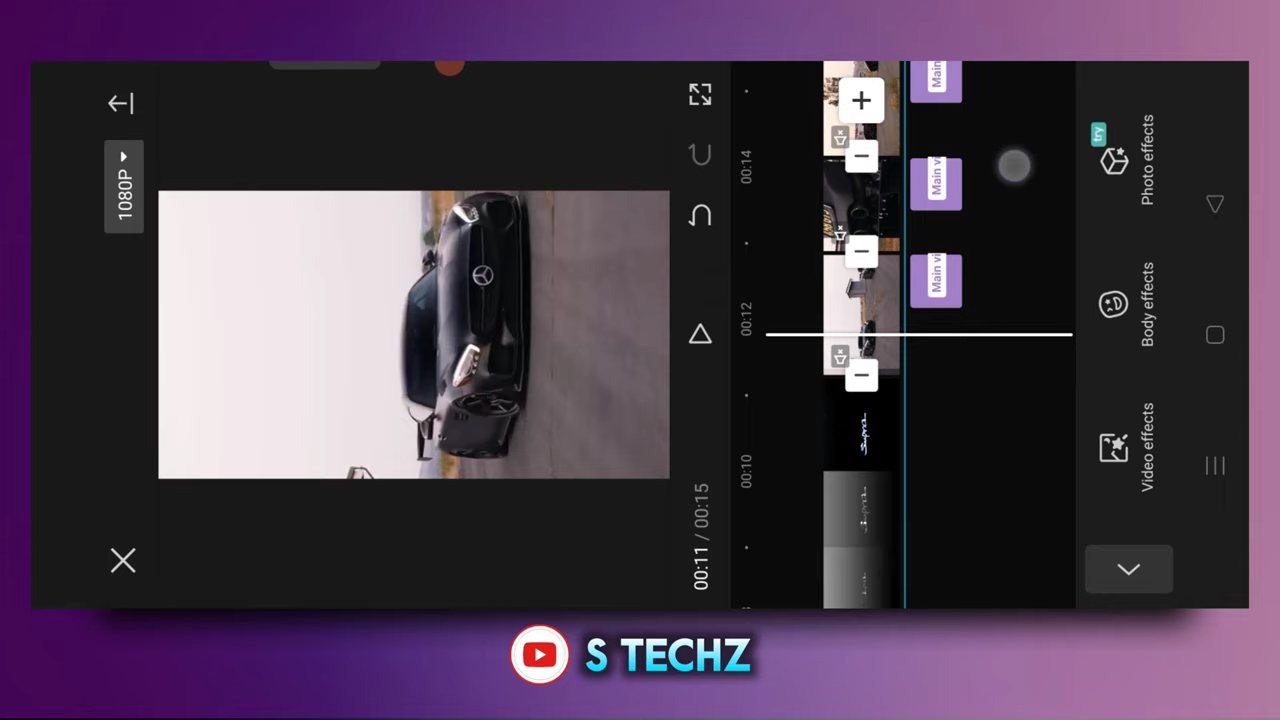 1080P
00:11 / 00:15
00:14
00:12
00:10
Main
Main vi
Main vi
Supra
try
Photo effects
Body effects
Video effects
S TECHZ